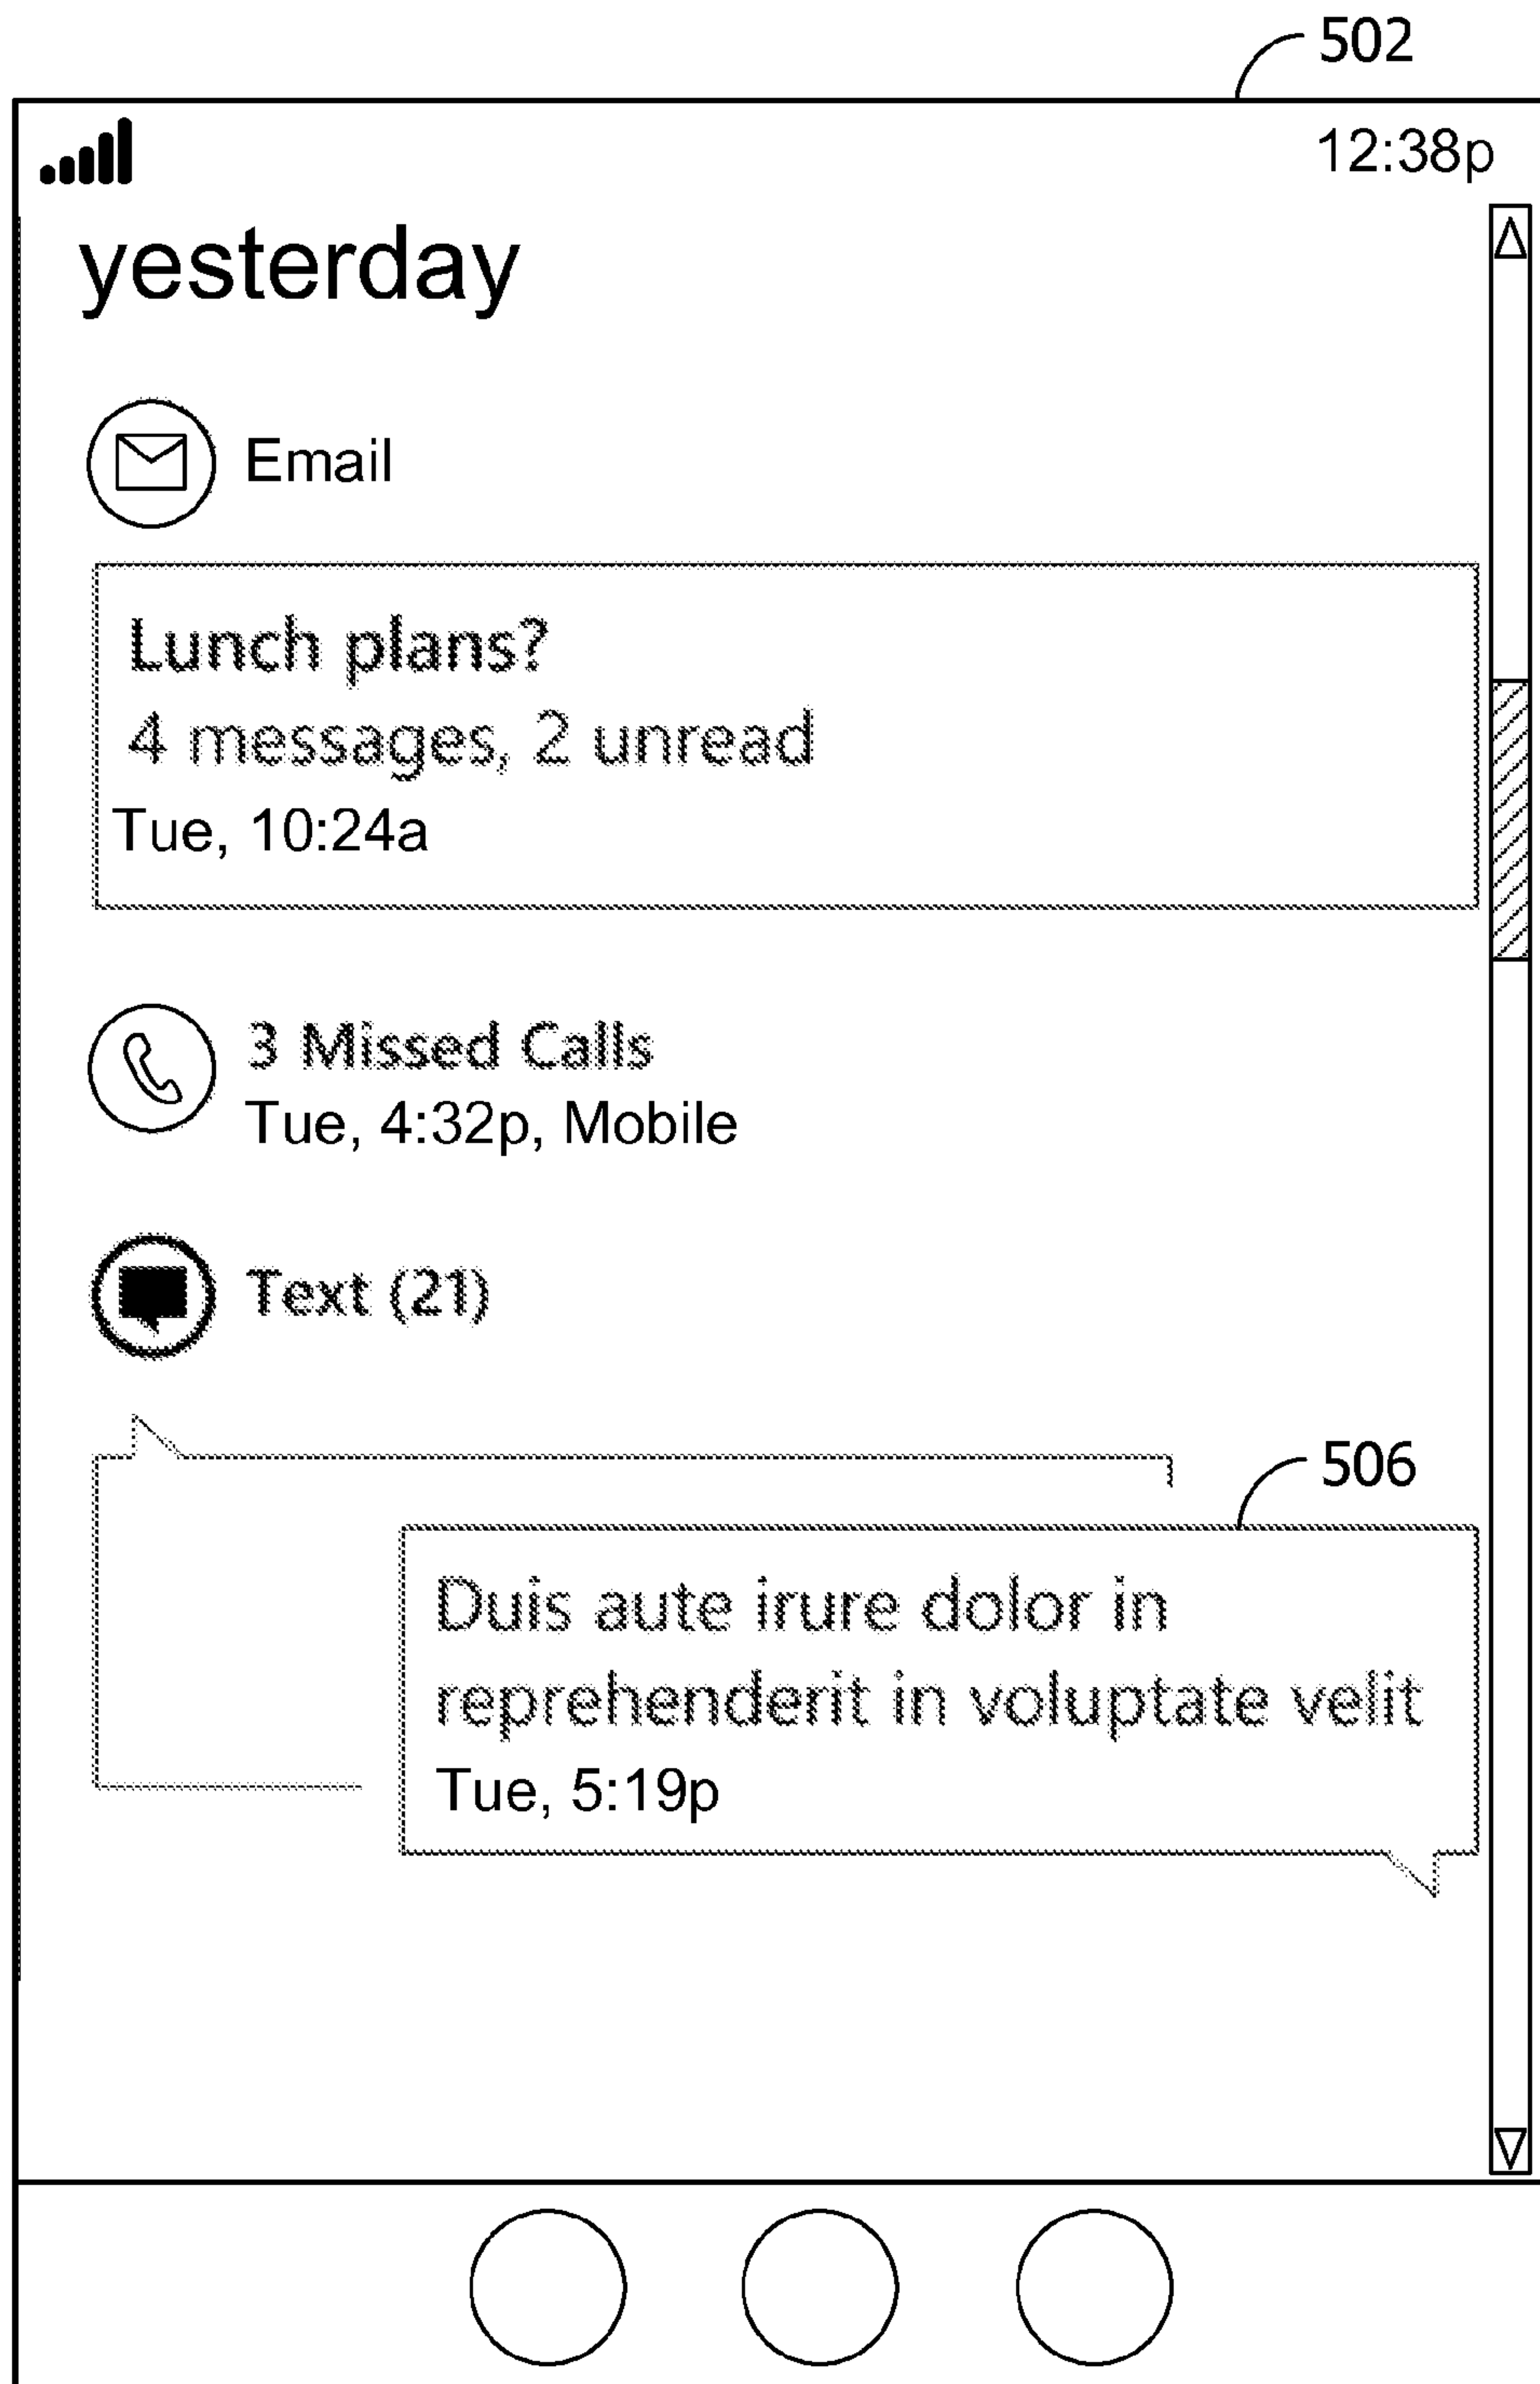 502
12:38p
yesterday
Email
Lunch plans?
4 messages, 2 unread
Tue, 10:24a
3 Missed Calls
Tue, 4:32p, Mobile
Text (21)
506
Duis aute irure dolor in
reprehenderit in voluptate velit
Tue, 5:19p